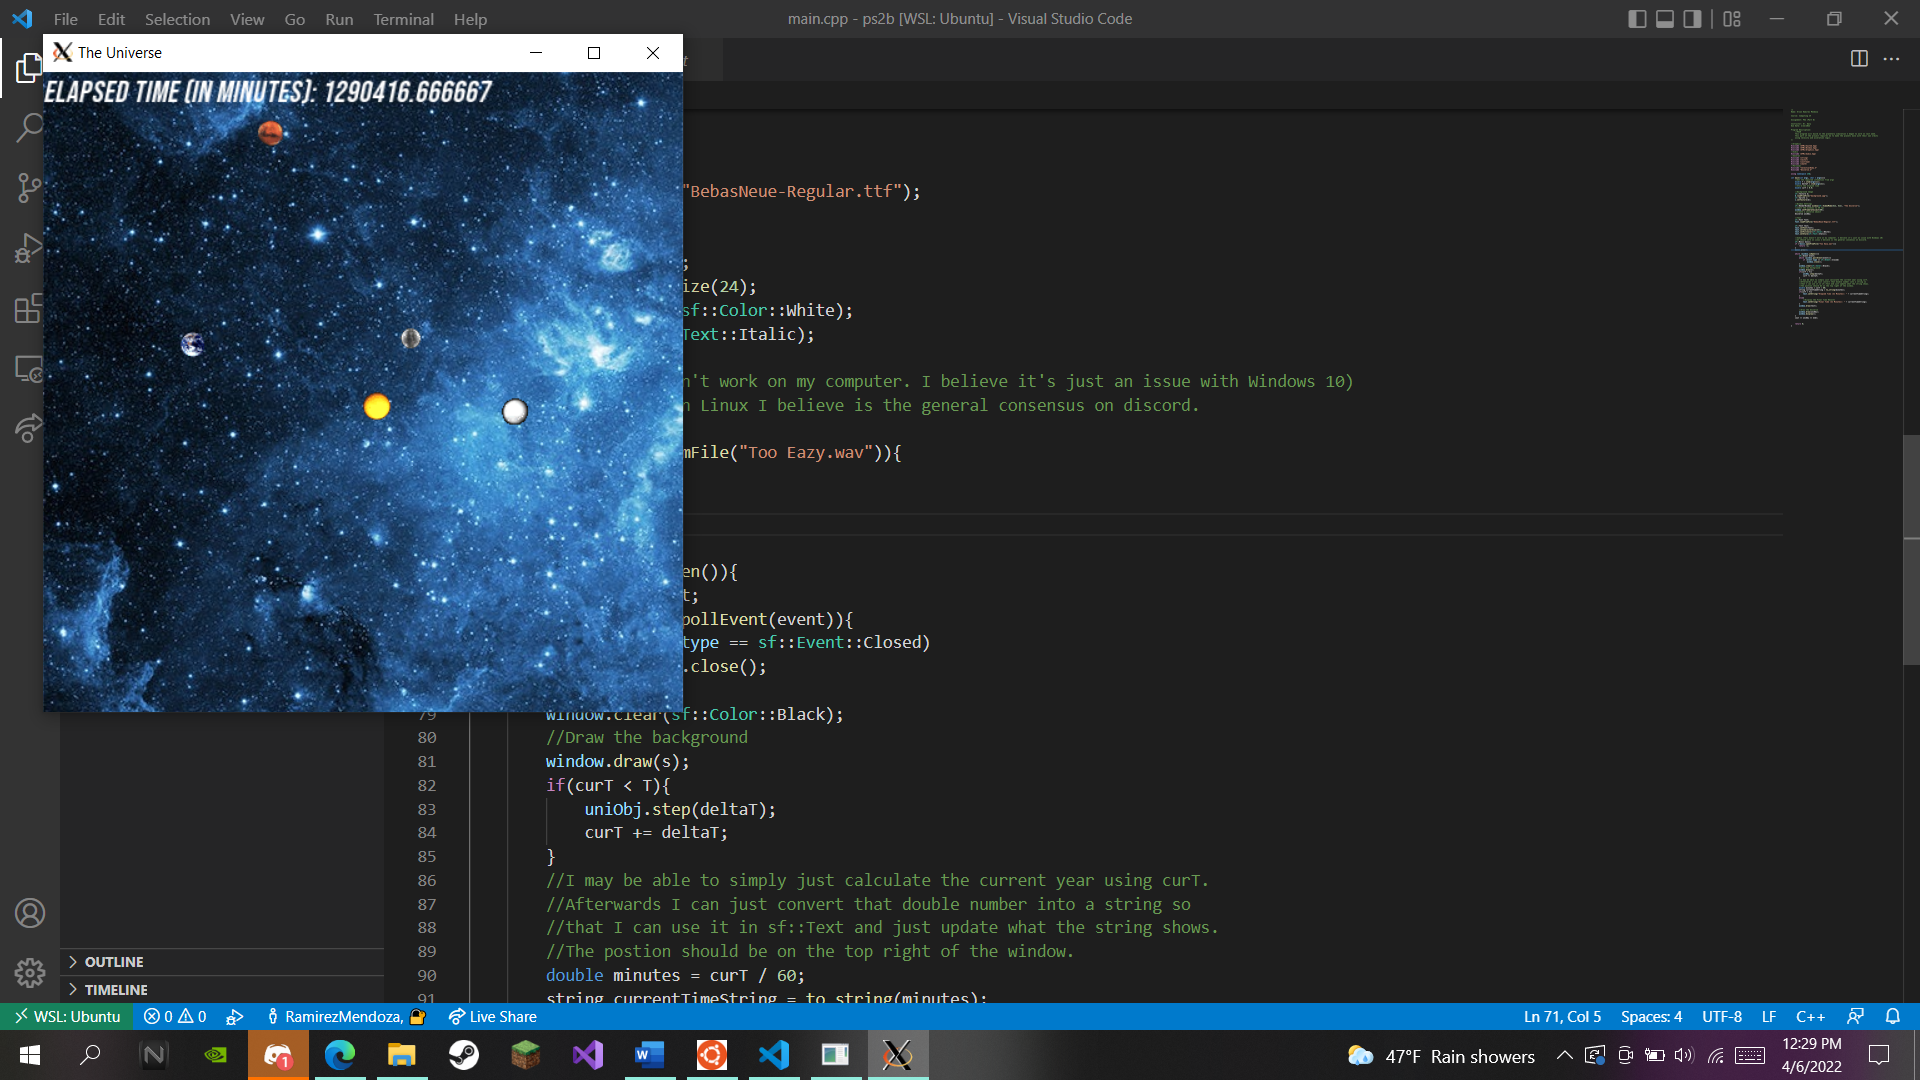 File Edit Selection View Go Run Terminal Help
main.cpp - ps2b [WSL: Ubuntu] - Visual Studio Code
The Universe
ELAPSED TIME (IN MINUTES): 1290416.666667
"BebasNeue-Regular.ttf");
;
ize(24);
sf::Color::White);
Text::Italic);
n't work on my computer. I believe it's just an issue with Windows 10)
n Linux I believe is the general consensus on discord.
mFile("Too Eazy.wav")){
en()){
t;
pollEvent(event)){
type == sf::Event::Closed)
.close();
79 window.clear(sf::Color::Black);
80 //Draw the background
81 window.draw(s);
82 if(curT < T){
83 uniObj.step(deltaT);
84 curT += deltaT;
85 }
86 //I may be able to simply just calculate the current year using curT.
87 //Afterwards I can just convert that double number into a string so
88 //that I can use it in sf::Text and just update what the string shows.
89 //The postion should be on the top right of the window.
90 double minutes = curT / 60;
91 string currentTimeString = to_string(minutes);
OUTLINE
TIMELINE
WSL: Ubuntu 0 0 RamirezMendoza, Live Share
Ln 71, Col 5 Spaces: 4 UTF-8 LF C++
1
47°F Rain showers
12:29 PM
4/6/2022